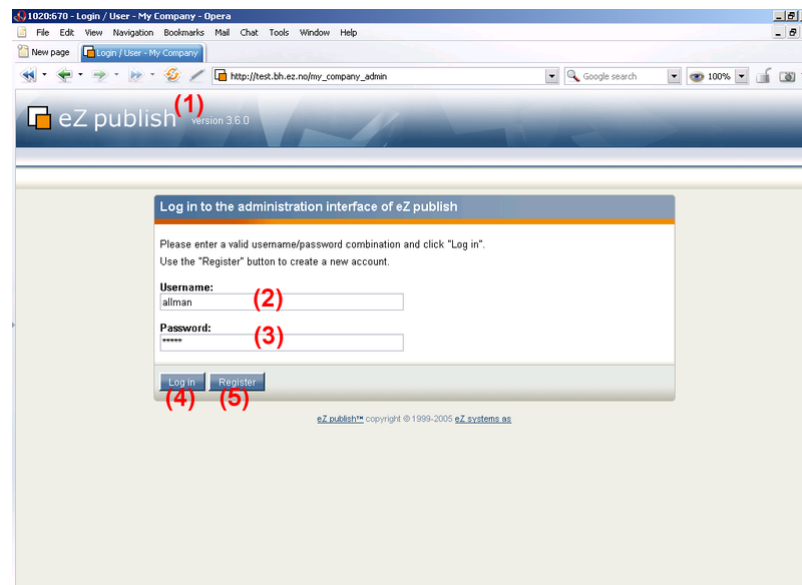 1020:670 - Login / User - My Company - Opera
File Edit View Navigation Bookmarks Mail Chat Tools Window Help
New page Login / User - My Company
http://test.bh.ez.no/my_company_admin Google search 100%
(1)
eZ publish version 3.6.0
Log in to the administration interface of eZ publish
Please enter a valid username/password combination and click "Log in".
Use the "Register" button to create a new account.
Username:
allman (2)
Password:
***** (3)
Log in Register
(4) (5)
eZ publish™ copyright © 1999-2005 eZ systems as